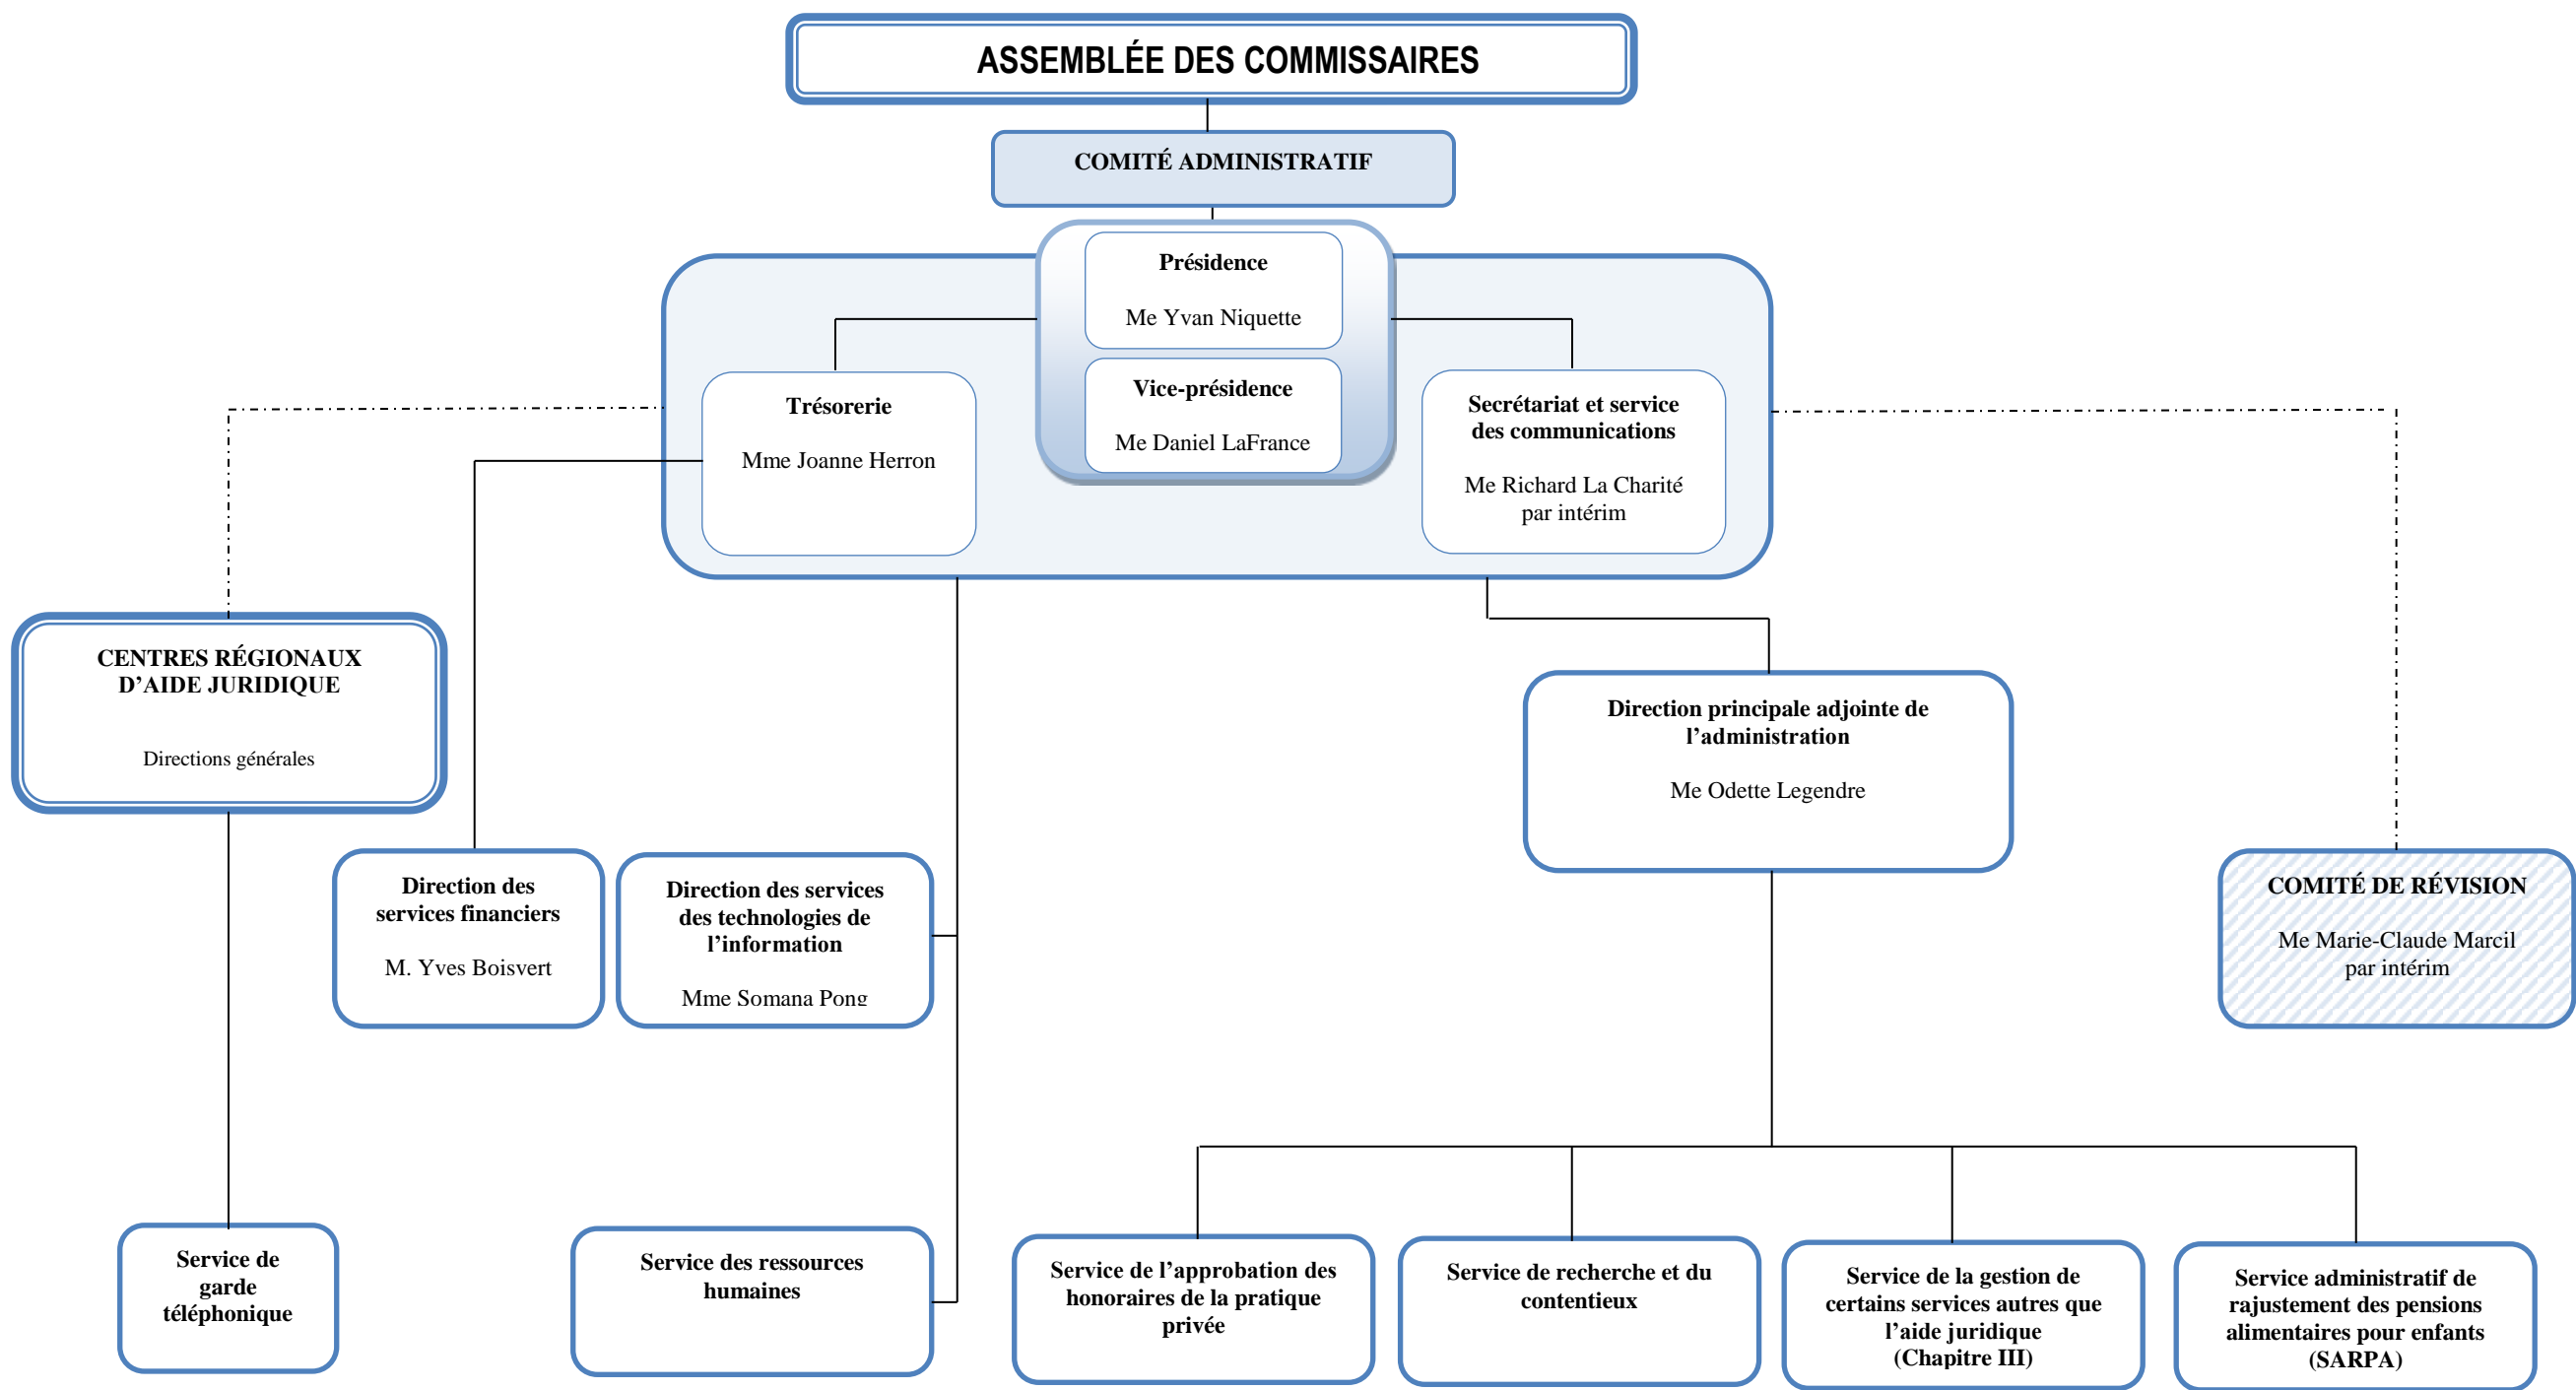 ASSEMBLÉE DES COMMISSAIRES
COMITÉ ADMINISTRATIF
Présidence
Me Yvan Niquette
Vice-présidence
Me Daniel LaFrance
Trésorerie
Mme Joanne Herron
Secrétariat et service
des communications
Me Richard La Charité
par intérim
CENTRES RÉGIONAUX
D’AIDE JURIDIQUE
Directions générales
Direction principale adjointe de
l’administration
Me Odette Legendre
Direction des
services financiers
M. Yves Boisvert
Direction des services
des technologies de
l’information
Mme Somana Pong
COMITÉ DE RÉVISION
Me Marie-Claude Marcil
par intérim
Service de
garde
téléphonique
Service des ressources
humaines
Service de l’approbation des
honoraires de la pratique
privée
Service de recherche et du
contentieux
Service de la gestion de
certains services autres que
l’aide juridique
(Chapitre III)
Service administratif de
rajustement des pensions
alimentaires pour enfants
(SARPA)